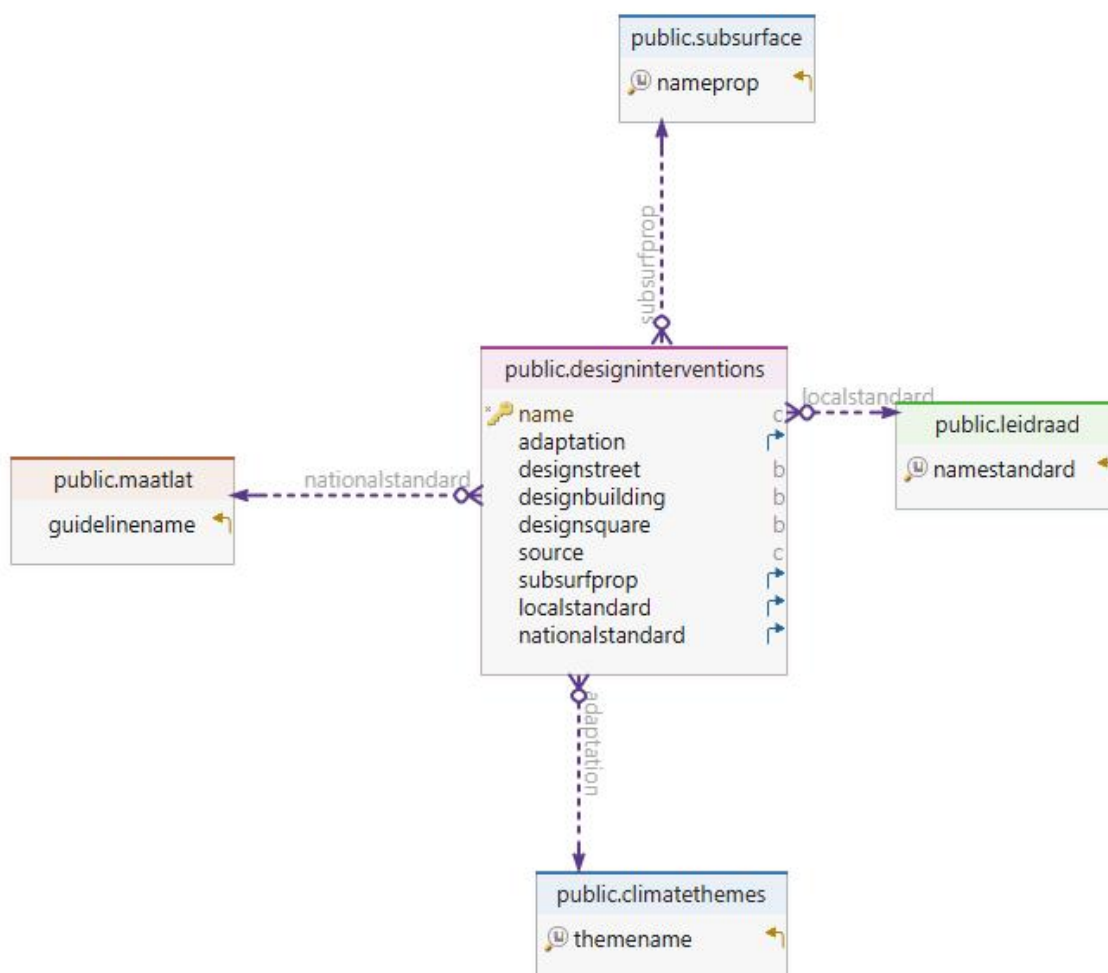 public.subsurface
nameprop
subsurfprop
public.designinterventions
name c
adaptation
designstreet b
designbuilding b
designsquare b
source c
subsurfprop
localstandard
nationalstandard
localstandard
public.leidraad
namestandard
nationalstandard
public.maatlat
guidelinename
adaptation
public.climatethemes
themename